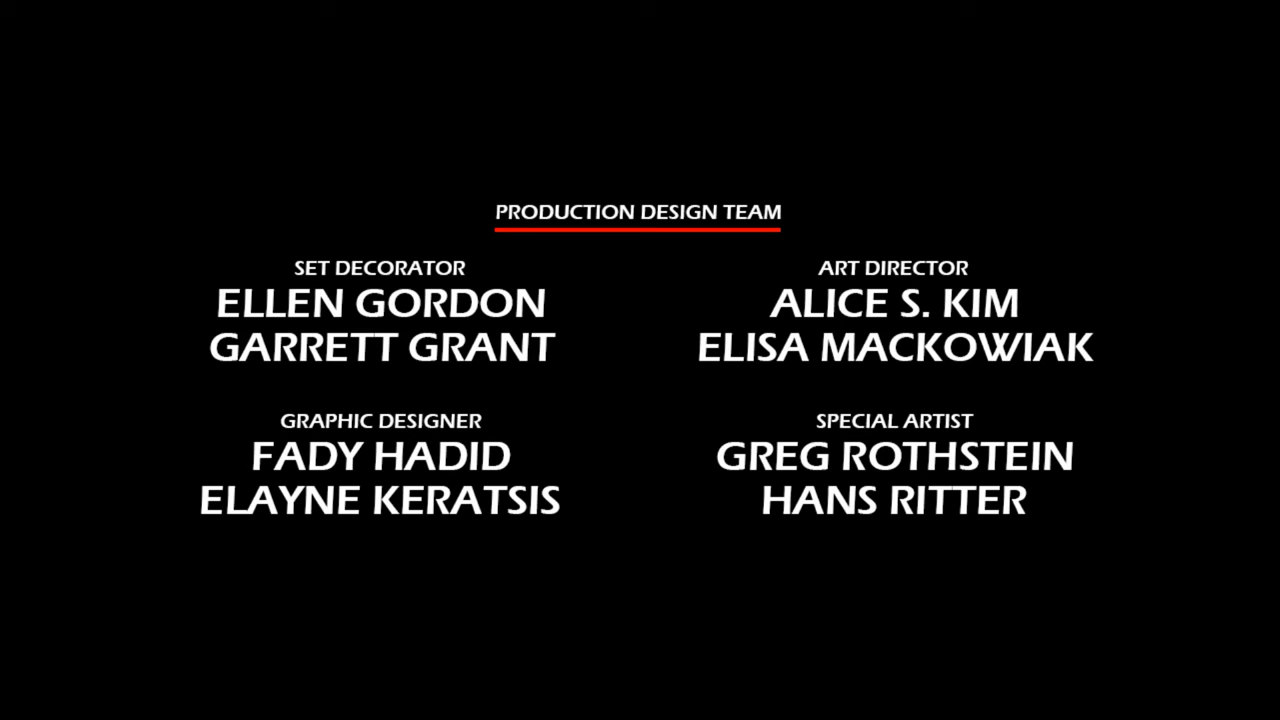 PRODUCTION DESIGN TEAM
SET DECORATOR
ELLEN GORDON
GARRETT GRANT
ART DIRECTOR
ALICE S. KIM
ELISA MACKOWIAK
GRAPHIC DESIGNER
FADY HADID
ELAYNE KERATSIS
SPECIAL ARTIST
GREG ROTHSTEIN
HANS RITTER